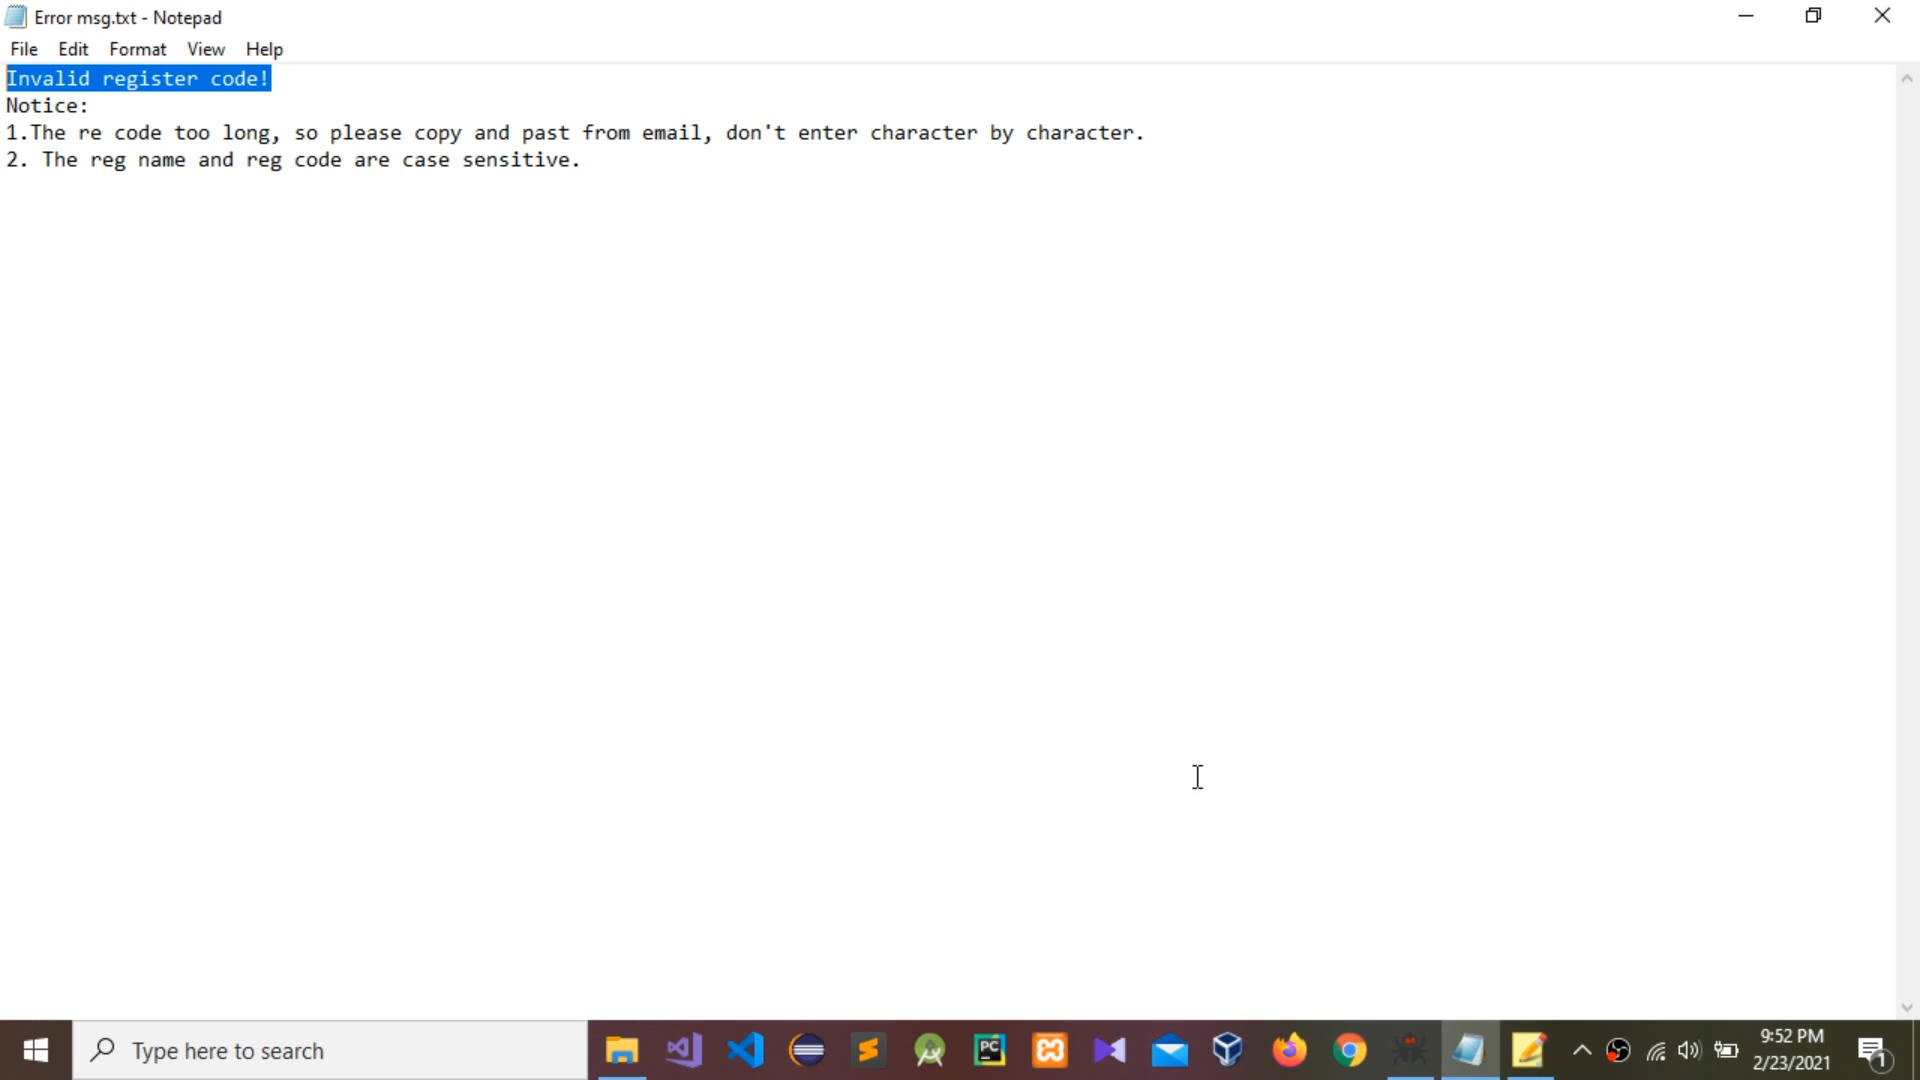 Error msg.txt - Notepad
File Edit Format View Help
Invalid register code!
Notice:
1.The re code too long, so please copy and past from email, don't enter character by character.
2. The reg name and reg code are case sensitive.
Type here to search
PC
9:52 PM
2/23/2021
1